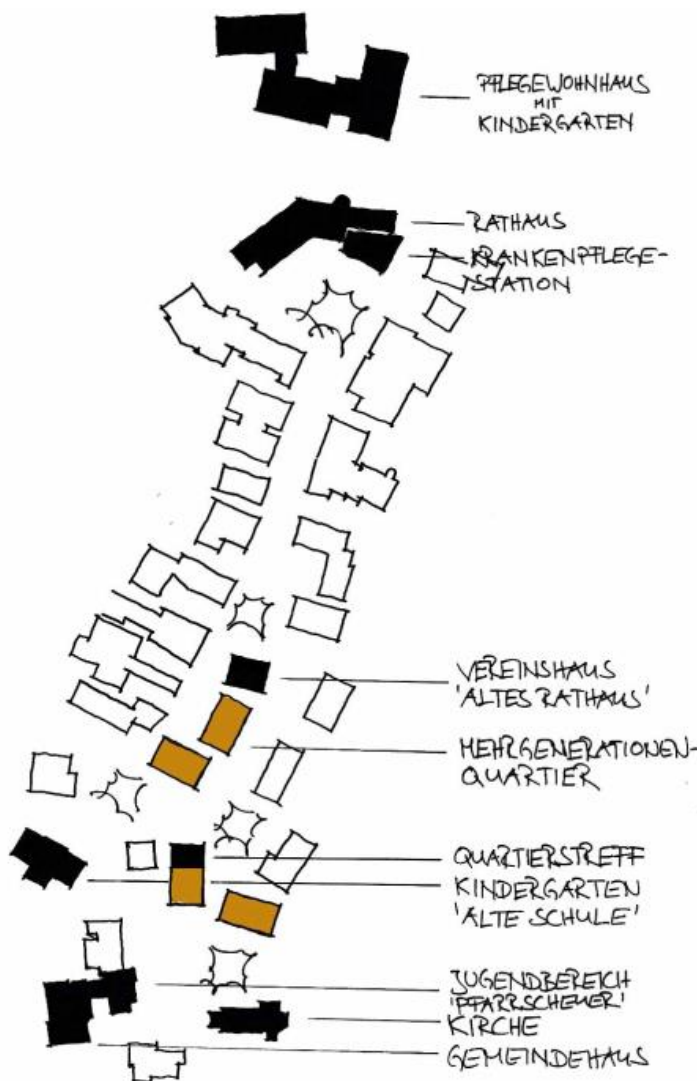 PFLEGEWOHNHAUS
MIT
KINDERGARTEN
RATHAUS
KRANKENPFLEGE-
STATION
VEREINSHAUS
'ALTES RATHAUS'
MEHRGENERATIONEN-
QUARTIER
QUARTIERSTREFF
KINDERGARTEN
'ALTE SCHULE'
JUGENDBEREICH
'PFARRSCHEUER'
KIRCHE
GEMEINDEHAUS